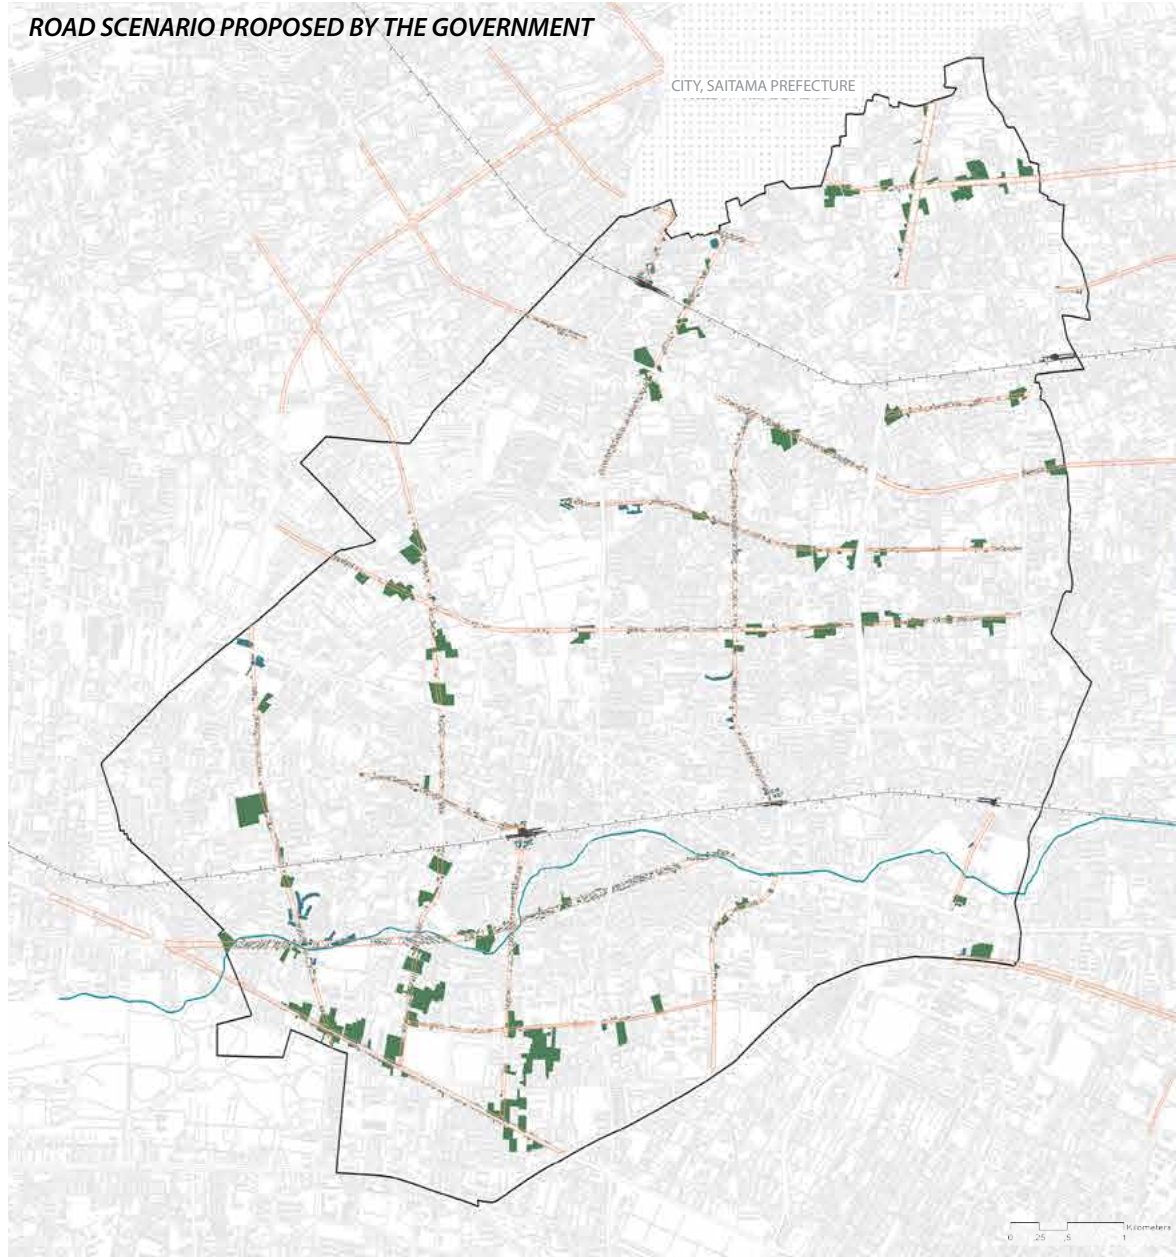 ROAD SCENARIO PROPOSED BY THE GOVERNMENT
CITY, SAITAMA PREFECTURE
Kilometers
0 .25 .5 1